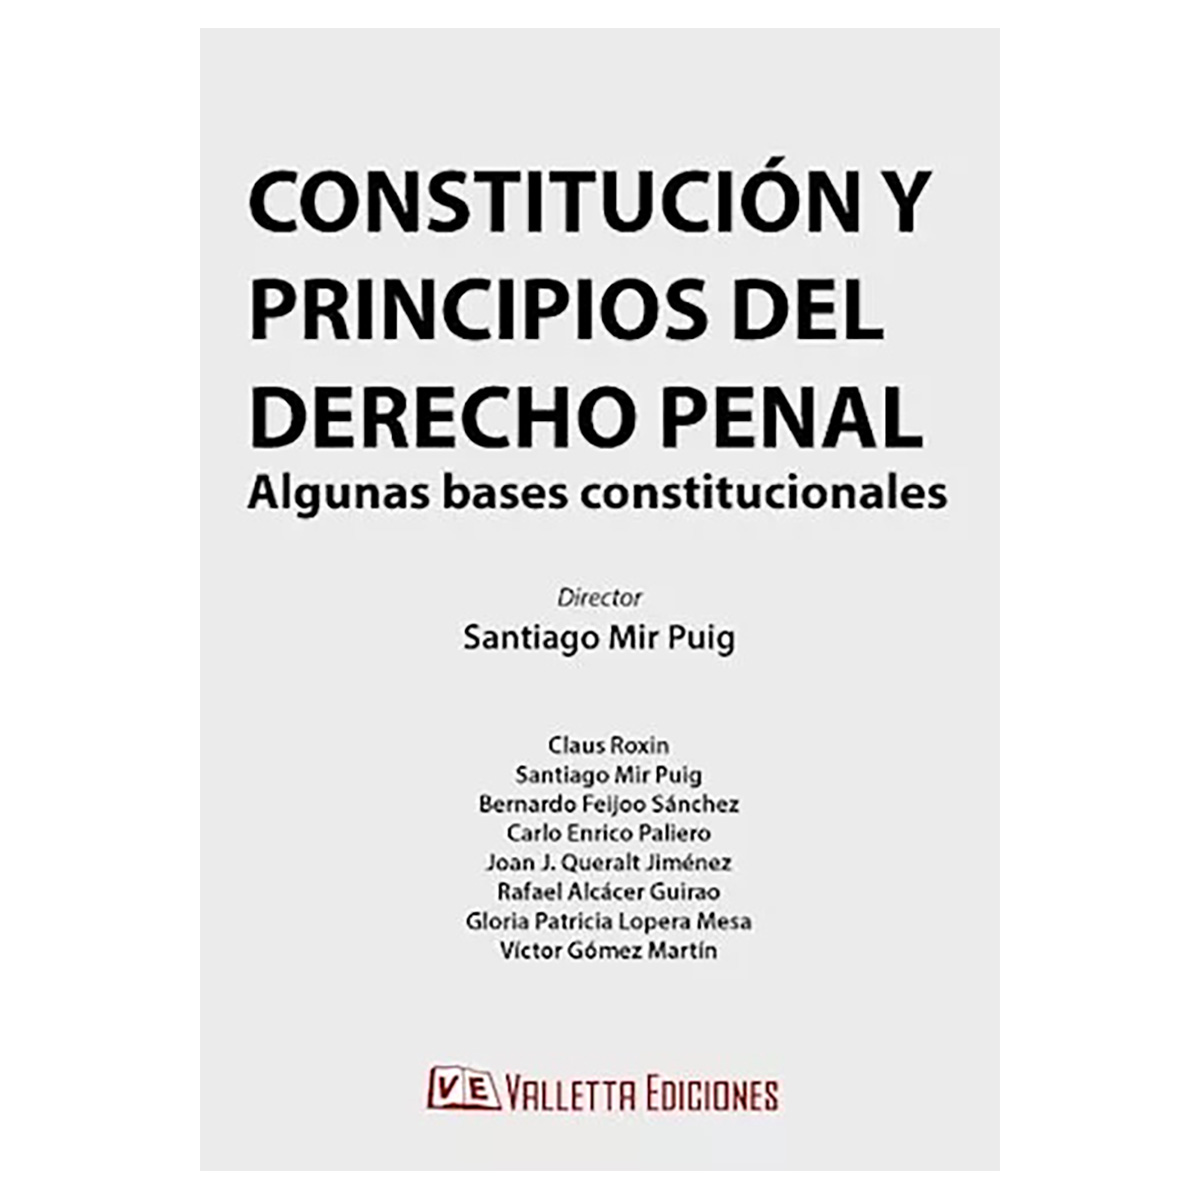 CONSTITUCIÓN Y
PRINCIPIOS DEL
DERECHO PENAL
Algunas bases constitucionales
Director
Santiago Mir Puig
Claus Roxin
Santiago Mir Puig
Bernardo Feijoo Sánchez
Carlo Enrico Paliero
Joan J. Queralt Jiménez
Rafael Alcácer Guirao
Gloria Patricia Lopera Mesa
Víctor Gómez Martín
VE VALLETTA EDICIONES